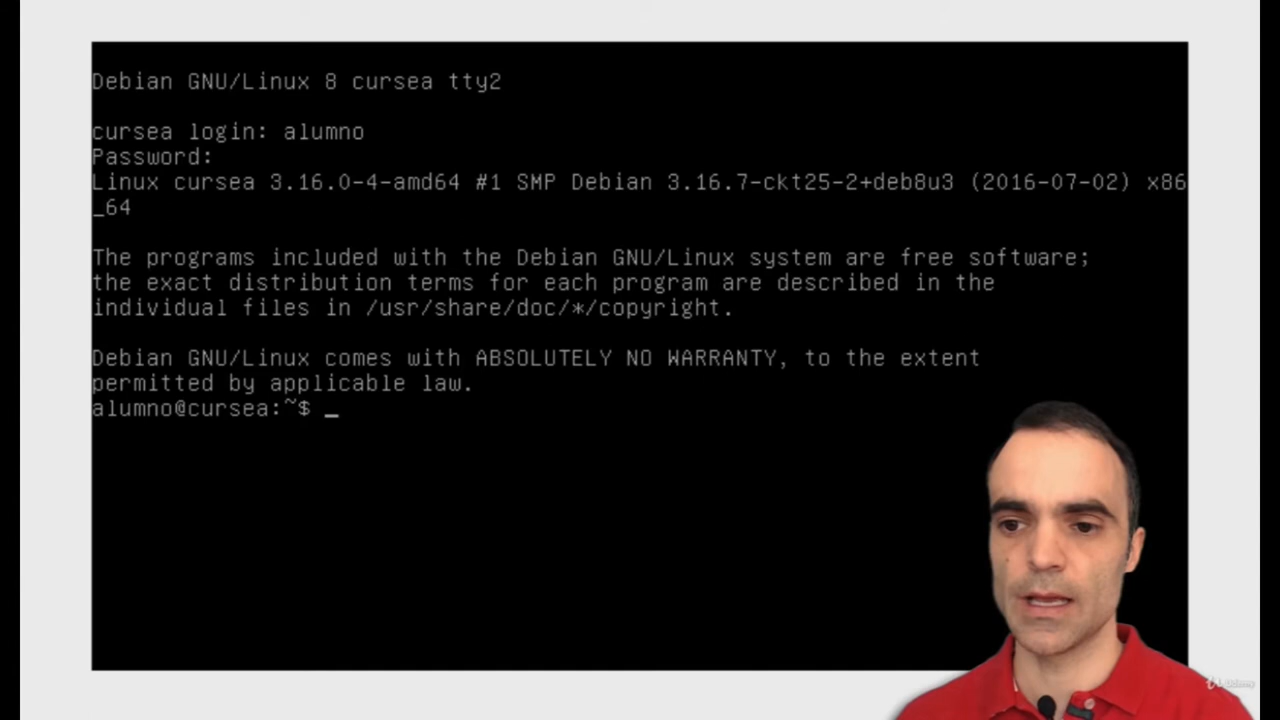 Debian GNU/Linux 8 cursea tty2
cursea login: alumno
Password:
Linux cursea 3.16.0-4-amd64 #1 SMP Debian 3.16.7-ckt25-2+deb8u3 (2016-07-02) x86
_64
The programs included with the Debian GNU/Linux system are free software;
the exact distribution terms for each program are described in the
individual files in /usr/share/doc/*/copyright.
Debian GNU/Linux comes with ABSOLUTELY NO WARRANTY, to the extent
permitted by applicable law.
alumno@cursea:~$ _
Udemy